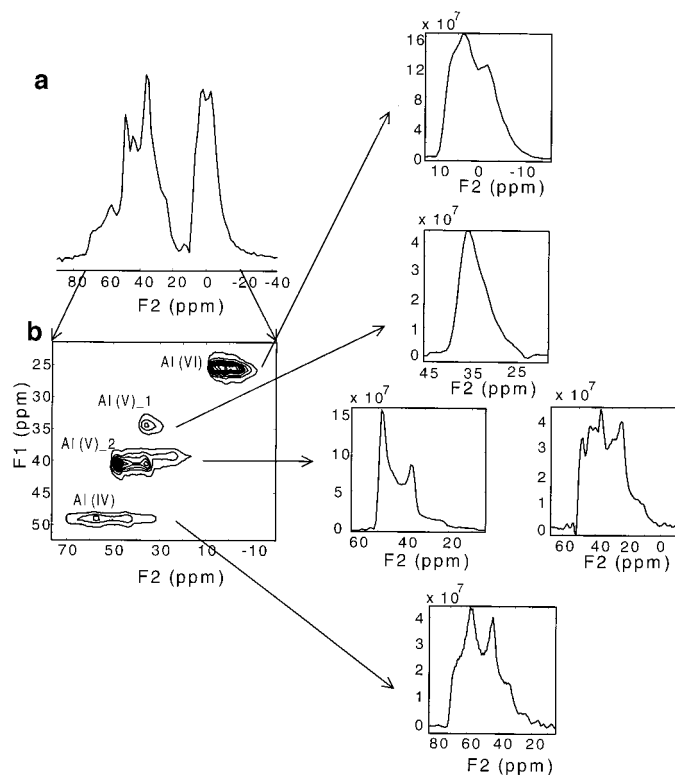 a
80 60 40 20 0 -20 -40
F2 (ppm)
b
Al (VI)
Al (V)_1
Al (V)_2
Al (IV)
25
30
35
40
45
50
F1 (ppm)
70 50 30 10 -10
F2 (ppm)
x 10^7
16
12
8
4
0
10 0 -10
F2 (ppm)
x 10^7
4
3
2
1
0
45 35 25
F2 (ppm)
x 10^7
15
10
5
0
60 40 20
F2 (ppm)
x 10^7
4
3
2
1
0
60 40 20 0
F2 (ppm)
x 10^7
4
3
2
1
0
80 60 40 20
F2 (ppm)